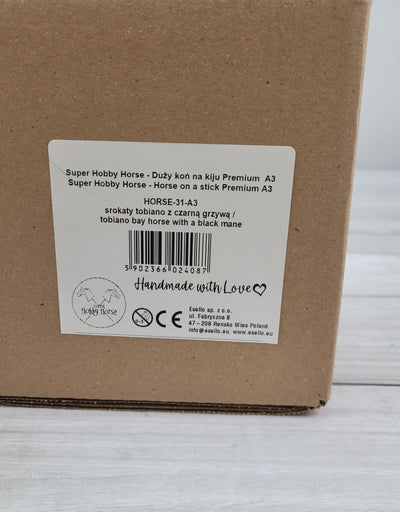 Super Hobby Horse - Duży koń na kiju Premium A3
Super Hobby Horse - Horse on a stick Premium A3
HORSE-31-A3
srokaty tobiano z czarną grzywą /
tobiano bay horse with a black mane
5 902366 024087
Handmade with Love
Hobby Horse
0-3
CE
Esello sp. z o.o.
ul. Fabryczna 8
47-208 Reńska Wieś Poland
info@esello.eu www.esello.eu